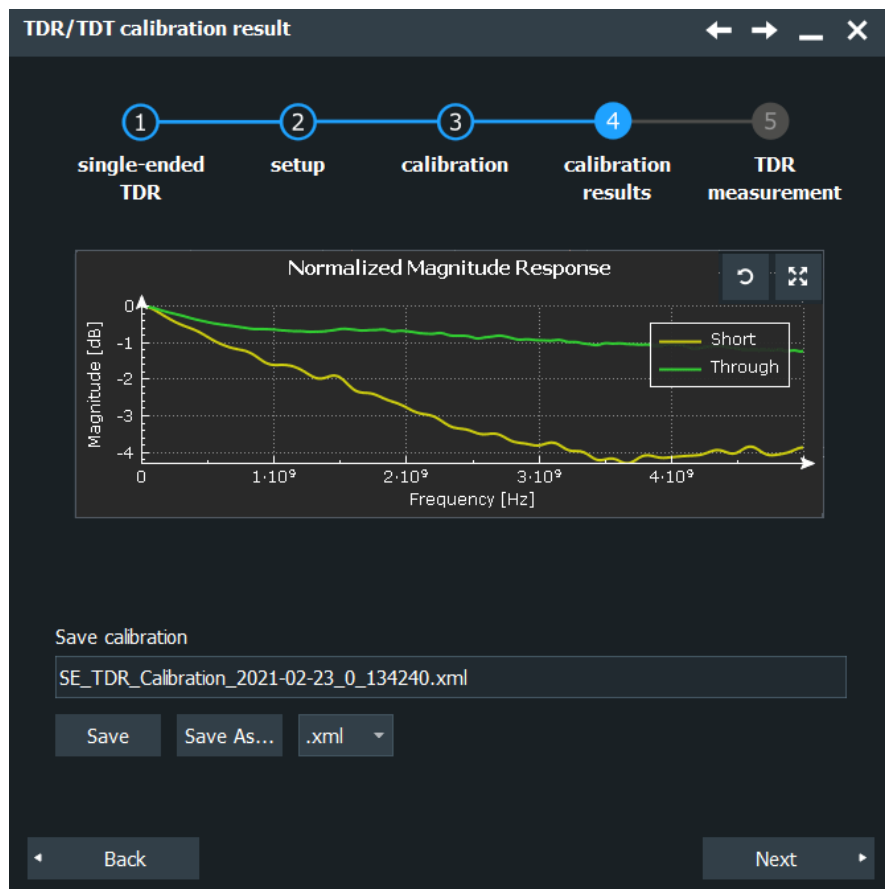 TDR/TDT calibration result
1 2 3 4 5
single-ended TDR
setup
calibration
calibration results
TDR measurement
Normalized Magnitude Response
Short
Through
Magnitude [dB]
0
-1
-2
-3
-4
0 1·10⁹ 2·10⁹ 3·10⁹ 4·10⁹
Frequency [Hz]
Save calibration
SE_TDR_Calibration_2021-02-23_0_134240.xml
Save Save As... .xml
Back Next